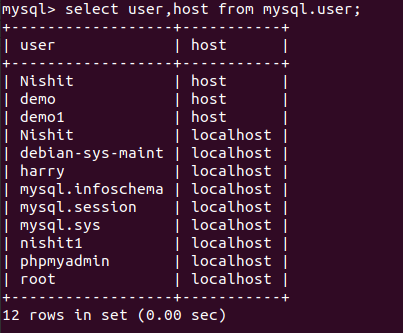 mysql> select user,host from mysql.user;
+------------------+-----------+
| user             | host      |
+------------------+-----------+
| Nishit           | host      |
| demo             | host      |
| demo1            | host      |
| Nishit           | localhost |
| debian-sys-maint | localhost |
| harry            | localhost |
| mysql.infoschema | localhost |
| mysql.session    | localhost |
| mysql.sys        | localhost |
| nishit1          | localhost |
| phpmyadmin       | localhost |
| root             | localhost |
+------------------+-----------+
12 rows in set (0.00 sec)